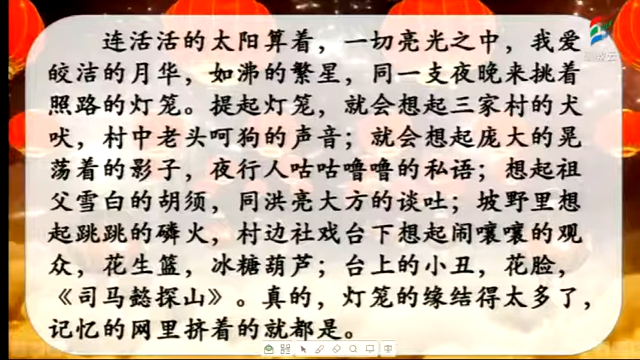 连活活的太阳算着，一切亮光之中，我爱
皎洁的月华，如沸的繁星，同一支夜晚来挑着
照路的灯笼。提起灯笼，就会想起三家村的犬
吠，村中老头呵狗的声音；就会想起庞大的晃
荡着的影子，夜行人咕咕噜噜的私语；想起祖
父雪白的胡须，同洪亮大方的谈吐；坡野里想
起跳跳的磷火，村边社戏台下想起闹嚷嚷的观
众，花生篮，冰糖葫芦；台上的小丑，花脸，
《司马懿探山》。真的，灯笼的缘结得太多了，
记忆的网里挤着的就都是。